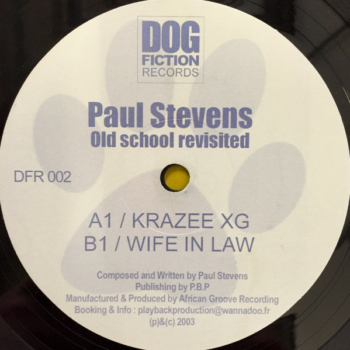 DOG
FICTION
RECORDS
Paul Stevens
Old school revisited
DFR 002
A1 / KRAZEE XG
B1 / WIFE IN LAW
Composed and Written by Paul Stevens
Publishing by P.B.P
Manufactured & Produced by African Groove Recording
Booking & Info : playbackproduction@wannadoo.fr
(p)&(c) 2003